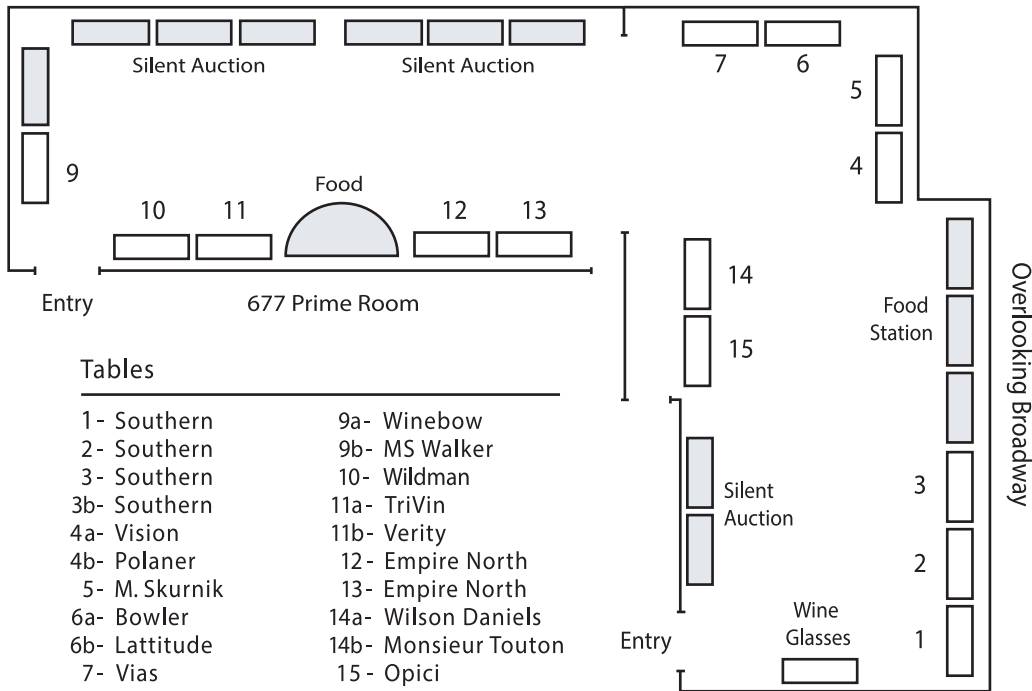 Silent Auction
Silent Auction
7
6
5
4
9
10
11
Food
12
13
14
15
Food
Station
Overlooking Broadway
Entry
677 Prime Room
Tables
1- Southern
2- Southern
3- Southern
3b- Southern
4a- Vision
4b- Polaner
5- M. Skurnik
6a- Bowler
6b- Lattitude
7- Vias
9a- Winebow
9b- MS Walker
10- Wildman
11a- TriVin
11b- Verity
12- Empire North
13- Empire North
14a- Wilson Daniels
14b- Monsieur Touton
15- Opici
Silent
Auction
3
2
1
Entry
Wine
Glasses